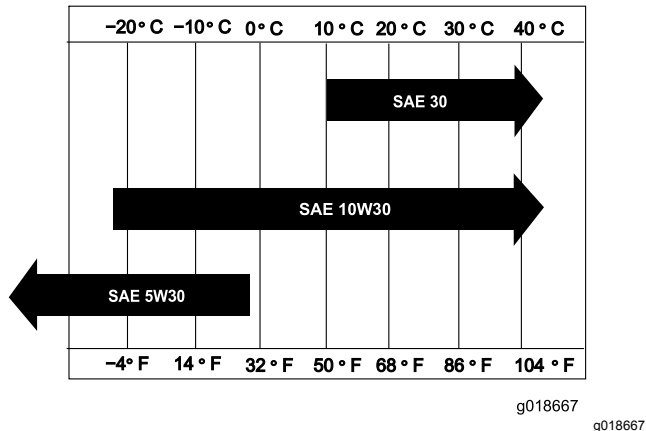 −20° C −10° C 0° C 10° C 20° C 30° C 40° C
SAE 30
SAE 10W30
SAE 5W30
−4° F 14° F 32° F 50° F 68° F 86° F 104 °F
g018667
g018667